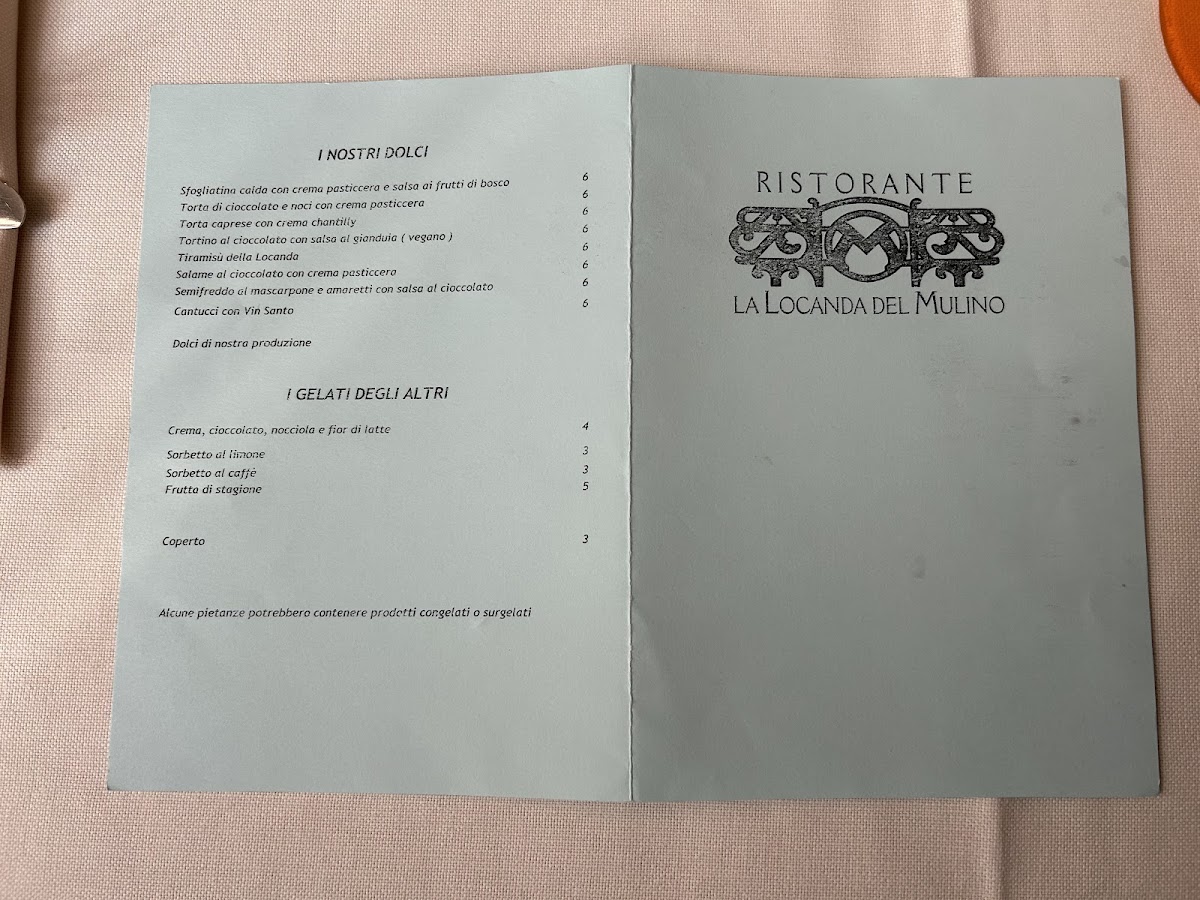 I NOSTRI DOLCI
Sfogliatina calda con crema pasticcera e salsa ai frutti di bosco 6
Torta di cioccolato e noci con crema pasticcera 6
Torta caprese con crema chantilly 6
Tortino al cioccolato con salsa al gianduia ( vegano ) 6
Tiramisù della Locanda 6
Salame al cioccolato con crema pasticcera 6
Semifreddo al mascarpone e amaretti con salsa al cioccolato 6
Cantucci con Vin Santo 6
Dolci di nostra produzione
I GELATI DEGLI ALTRI
Crema, cioccolato, nocciola e fior di latte 4
Sorbetto al limone 3
Sorbetto al caffè 3
Frutta di stagione 5
Coperto 3
Alcune pietanze potrebbero contenere prodotti congelati o surgelati
RISTORANTE
M
LA LOCANDA DEL MULINO